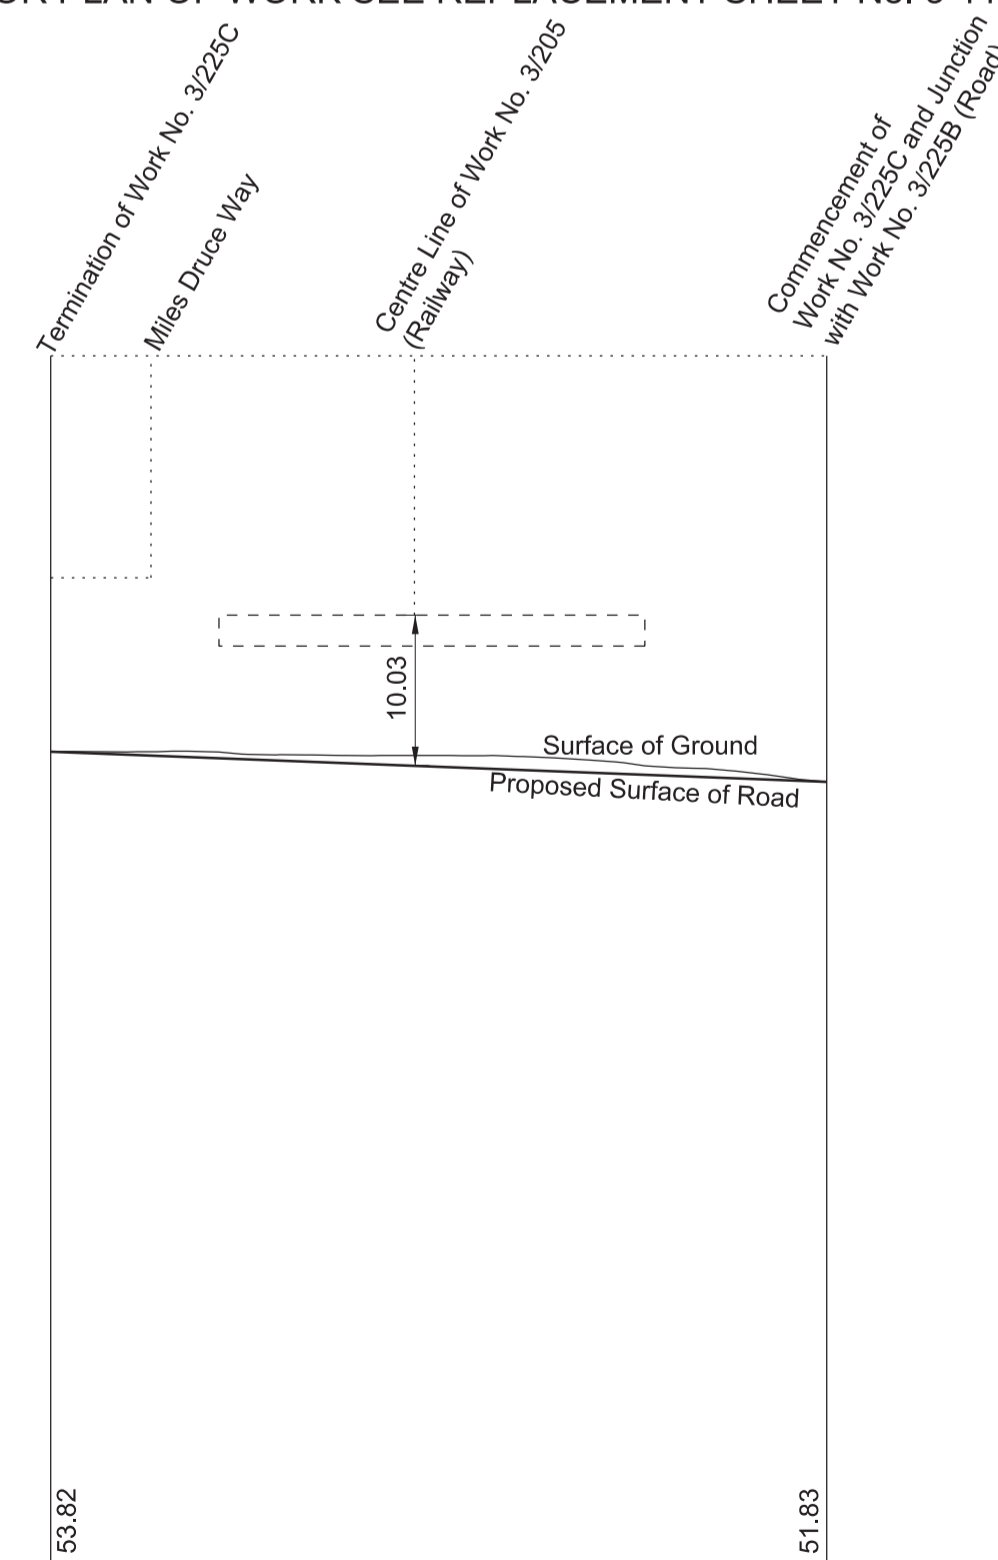 Termination of Work No. 3/225C
Miles Druce Way
Centre Line of Work No. 3/205
(Railway)
Commencement of
Work No. 3/225C and Junction
with Work No. 3/225B (Road)
10.03
Surface of Ground
Proposed Surface of Road
53.82
51.83